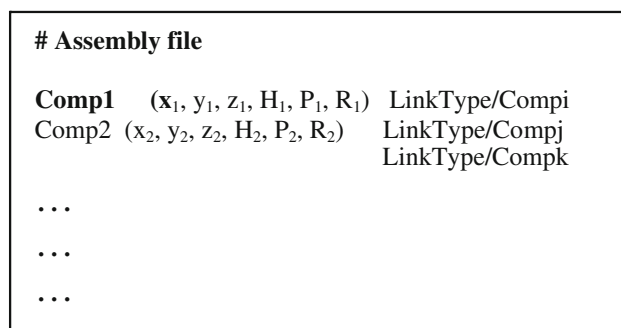 # Assembly file
Comp1 (x₁, y₁, z₁, H₁, P₁, R₁) LinkType/Compi
Comp2 (x₂, y₂, z₂, H₂, P₂, R₂) LinkType/Compj
LinkType/Compk
...
...
...